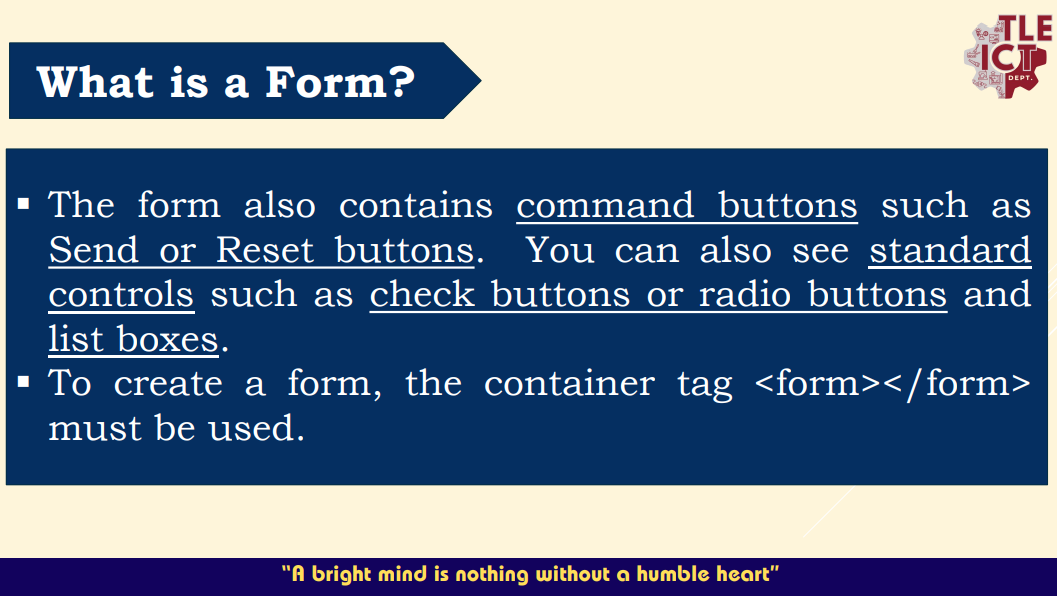 TLE
ICT
DEPT.
What is a Form?
▪ The form also contains command buttons such as
Send or Reset buttons. You can also see standard
controls such as check buttons or radio buttons and
list boxes.
▪ To create a form, the container tag <form></form>
must be used.
"A bright mind is nothing without a humble heart"